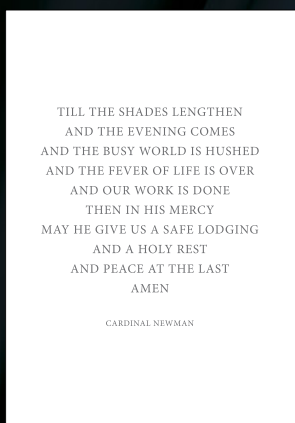 TILL THE SHADES LENGTHEN
AND THE EVENING COMES
AND THE BUSY WORLD IS HUSHED
AND THE FEVER OF LIFE IS OVER
AND OUR WORK IS DONE
THEN IN HIS MERCY
MAY HE GIVE US A SAFE LODGING
AND A HOLY REST
AND PEACE AT THE LAST
AMEN
CARDINAL NEWMAN